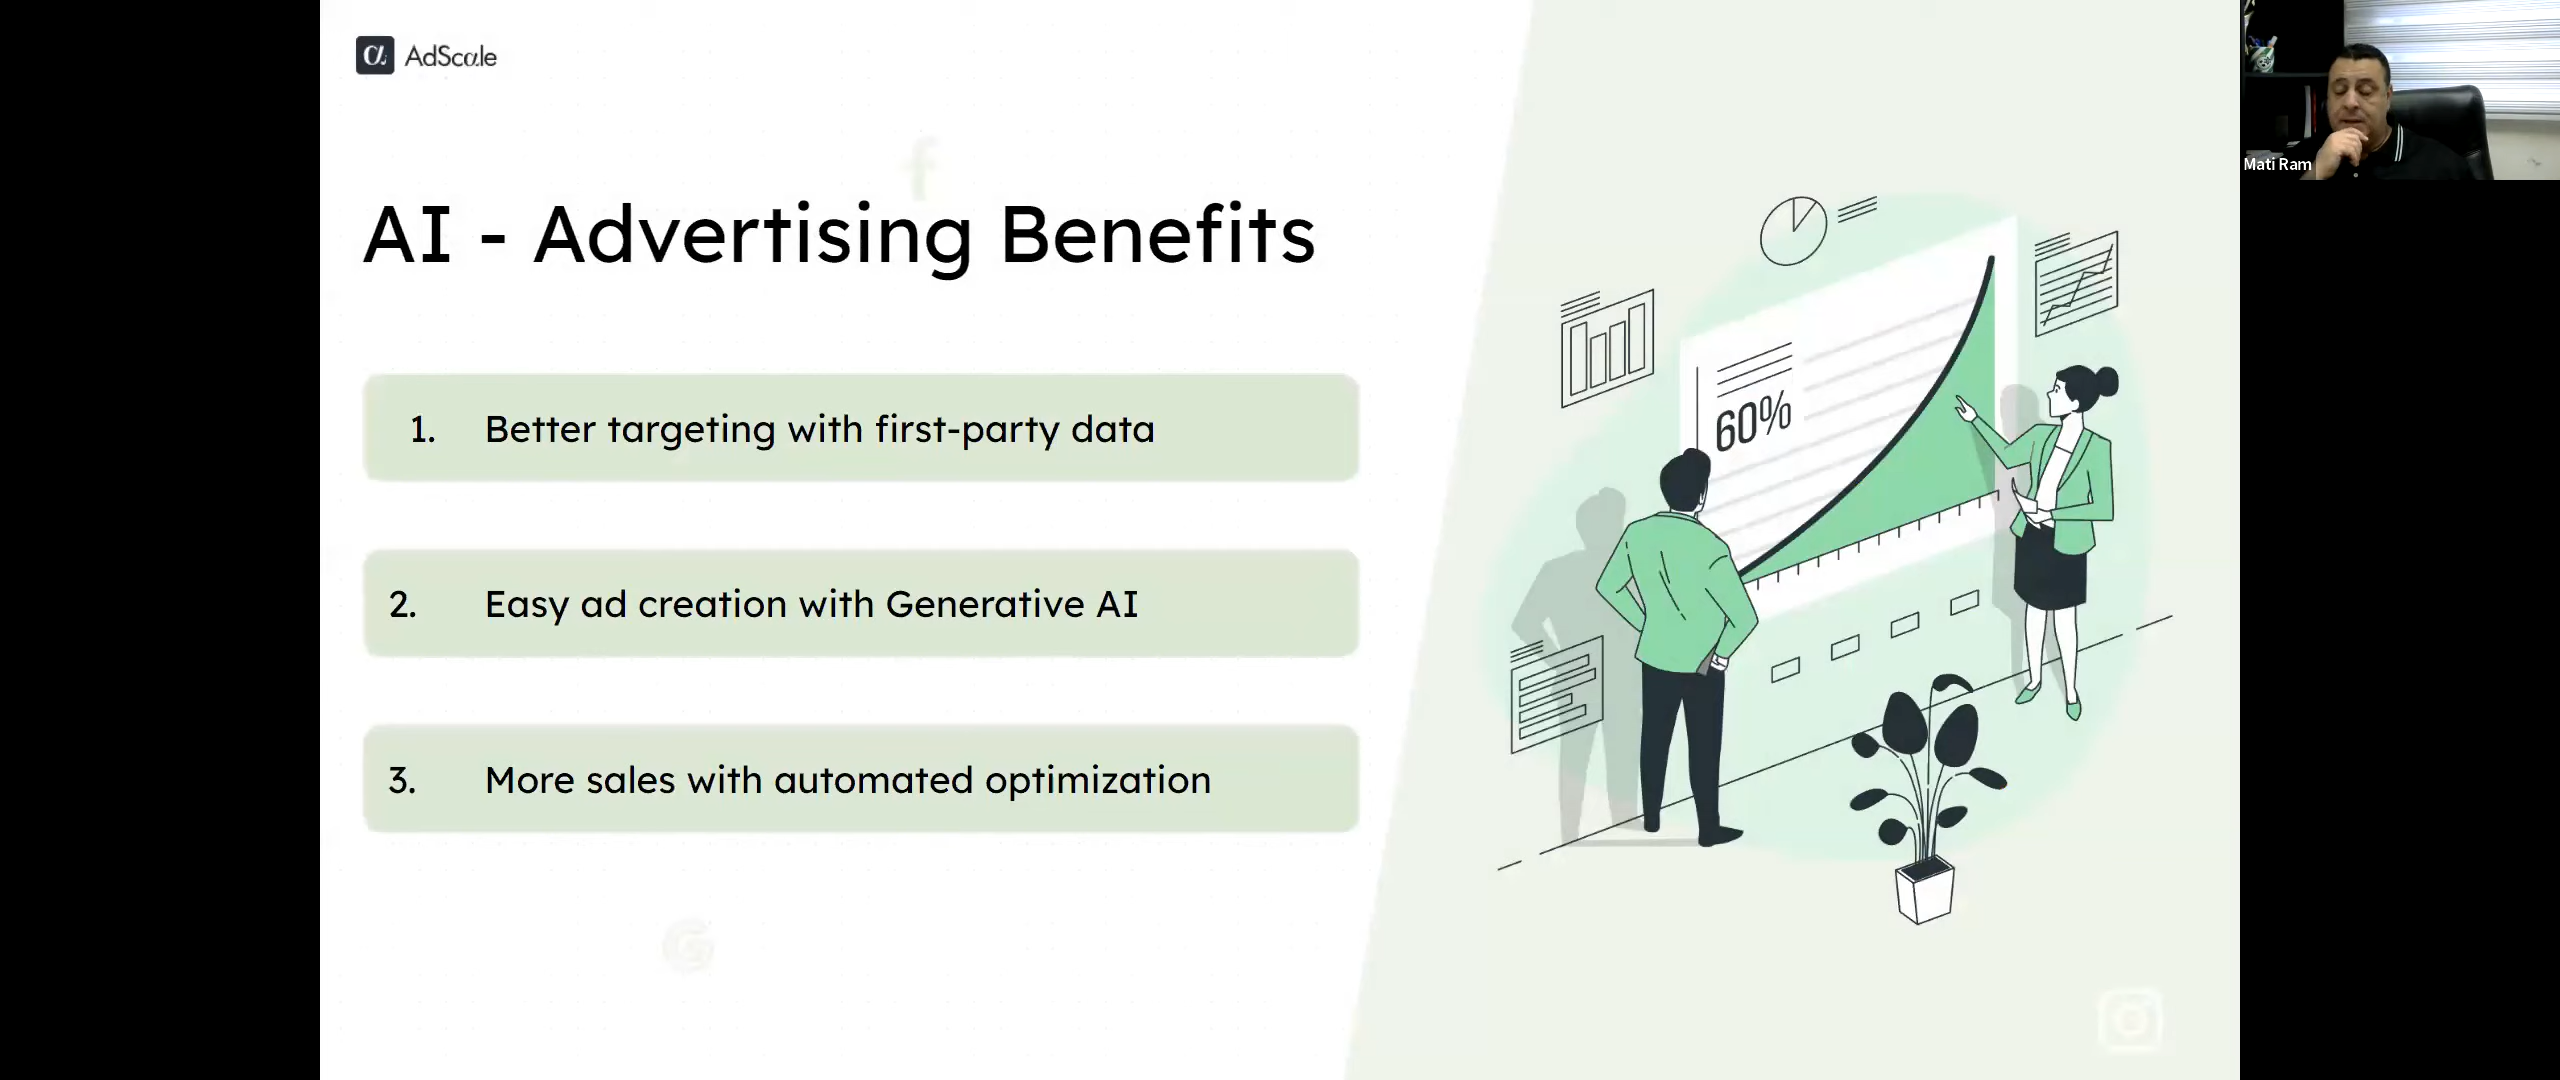 AdScale
Mati Ram
AI - Advertising Benefits
1. Better targeting with first-party data
60%
2. Easy ad creation with Generative AI
3. More sales with automated optimization